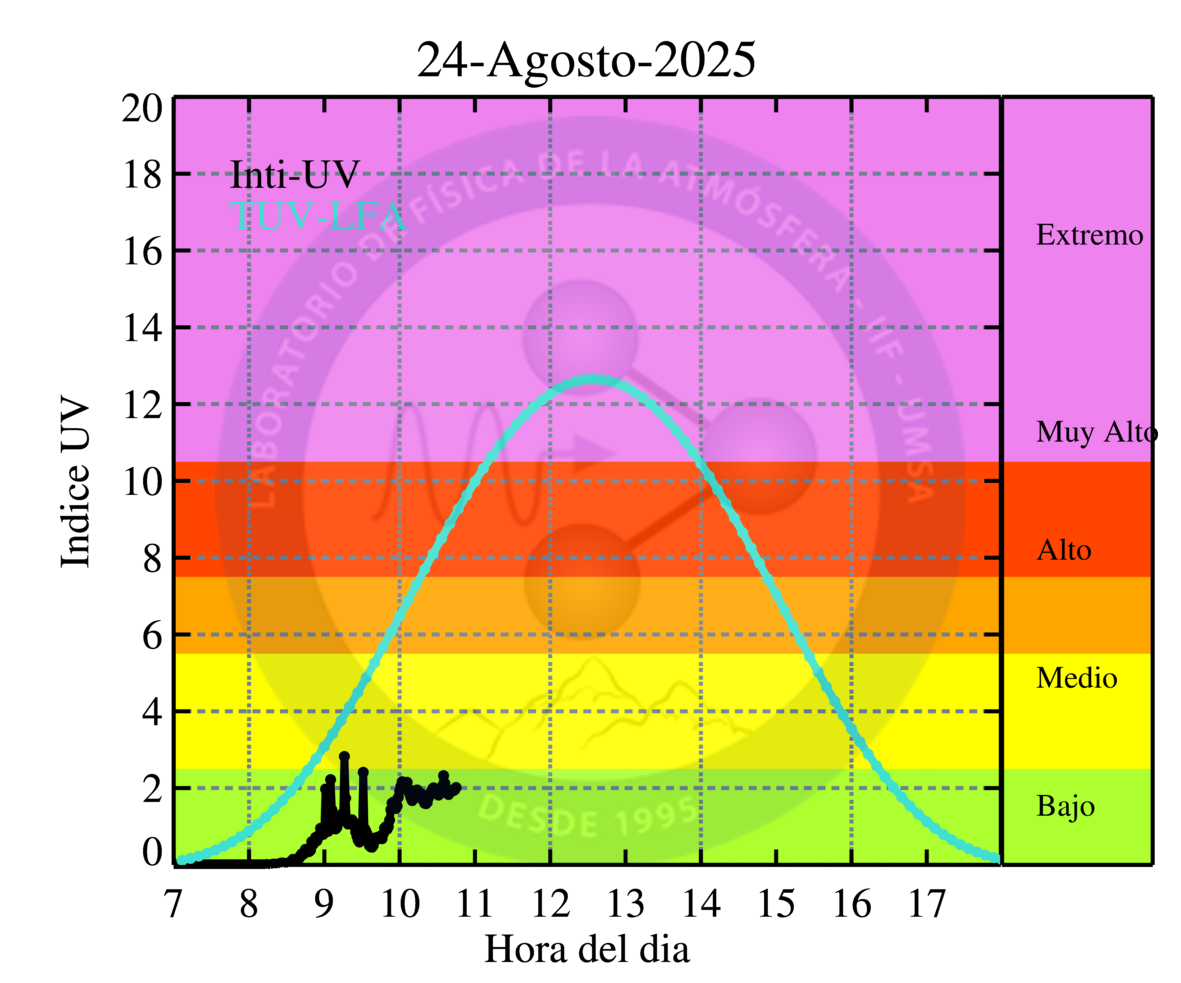 24-Agosto-2025
20
18
16
14
12
10
8
6
4
2
0
Indice UV
Inti-UV
TUV-LFA
LABORATORIO DE FÍSICA DE LA ATMÓSFERA - IIF - UMSA
DESDE 1995
Extremo
Muy Alto
Alto
Medio
Bajo
7 8 9 10 11 12 13 14 15 16 17
Hora del dia